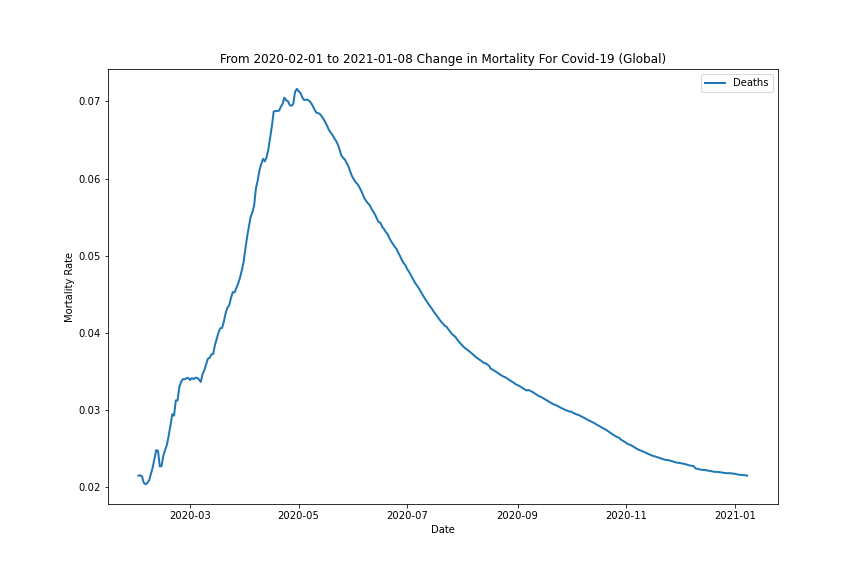 From 2020-02-01 to 2021-01-08 Change in Mortality For Covid-19 (Global)
Deaths
Mortality Rate
0.07
0.06
0.05
0.04
0.03
0.02
2020-03 2020-05 2020-07 2020-09 2020-11 2021-01
Date